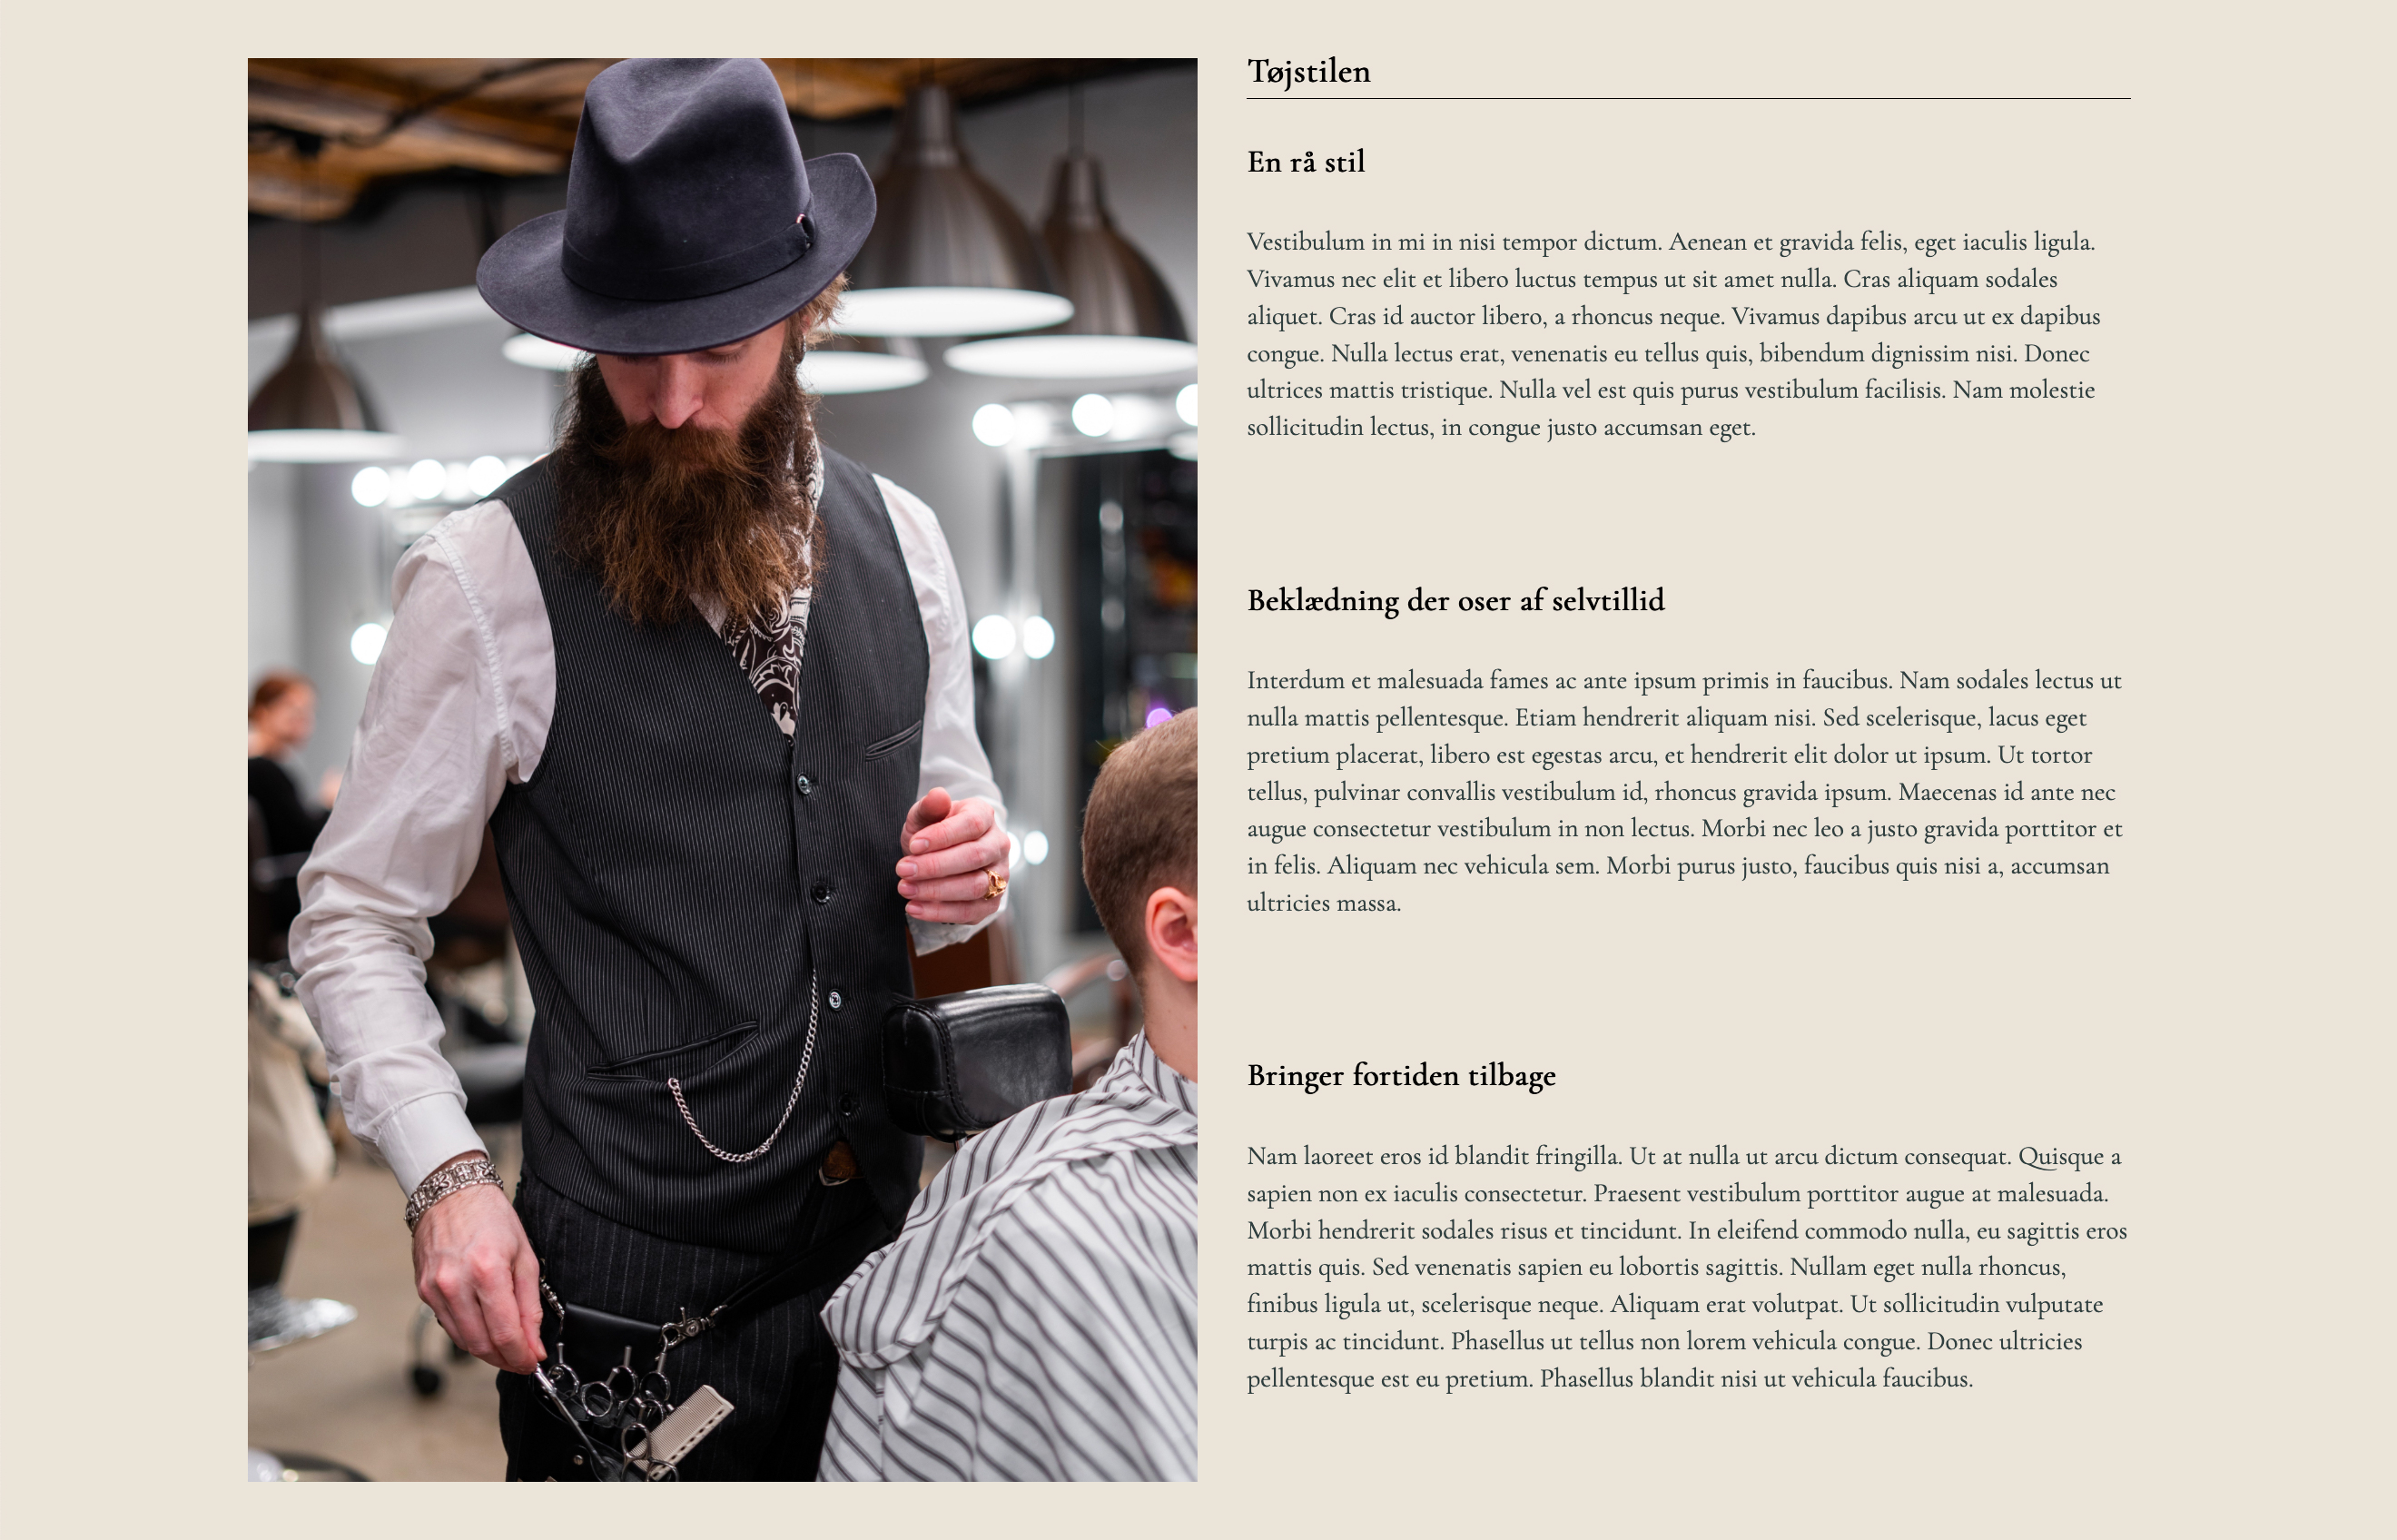 Tøjstilen
En rå stil
Vestibulum in mi in nisi tempor dictum. Aenean et gravida felis, eget iaculis ligula.
Vivamus nec elit et libero luctus tempus ut sit amet nulla. Cras aliquam sodales
aliquet. Cras id auctor libero, a rhoncus neque. Vivamus dapibus arcu ut ex dapibus
congue. Nulla lectus erat, venenatis eu tellus quis, bibendum dignissim nisi. Donec
ultrices mattis tristique. Nulla vel est quis purus vestibulum facilisis. Nam molestie
sollicitudin lectus, in congue justo accumsan eget.
Beklædning der oser af selvtillid
Interdum et malesuada fames ac ante ipsum primis in faucibus. Nam sodales lectus ut
nulla mattis pellentesque. Etiam hendrerit aliquam nisi. Sed scelerisque, lacus eget
pretium placerat, libero est egestas arcu, et hendrerit elit dolor ut ipsum. Ut tortor
tellus, pulvinar convallis vestibulum id, rhoncus gravida ipsum. Maecenas id ante nec
augue consectetur vestibulum in non lectus. Morbi nec leo a justo gravida porttitor et
in felis. Aliquam nec vehicula sem. Morbi purus justo, faucibus quis nisi a, accumsan
ultricies massa.
Bringer fortiden tilbage
Nam laoreet eros id blandit fringilla. Ut at nulla ut arcu dictum consequat. Quisque a
sapien non ex iaculis consectetur. Praesent vestibulum porttitor augue at malesuada.
Morbi hendrerit sodales risus et tincidunt. In eleifend commodo nulla, eu sagittis eros
mattis quis. Sed venenatis sapien eu lobortis sagittis. Nullam eget nulla rhoncus,
finibus ligula ut, scelerisque neque. Aliquam erat volutpat. Ut sollicitudin vulputate
turpis ac tincidunt. Phasellus ut tellus non lorem vehicula congue. Donec ultricies
pellentesque est eu pretium. Phasellus blandit nisi ut vehicula faucibus.